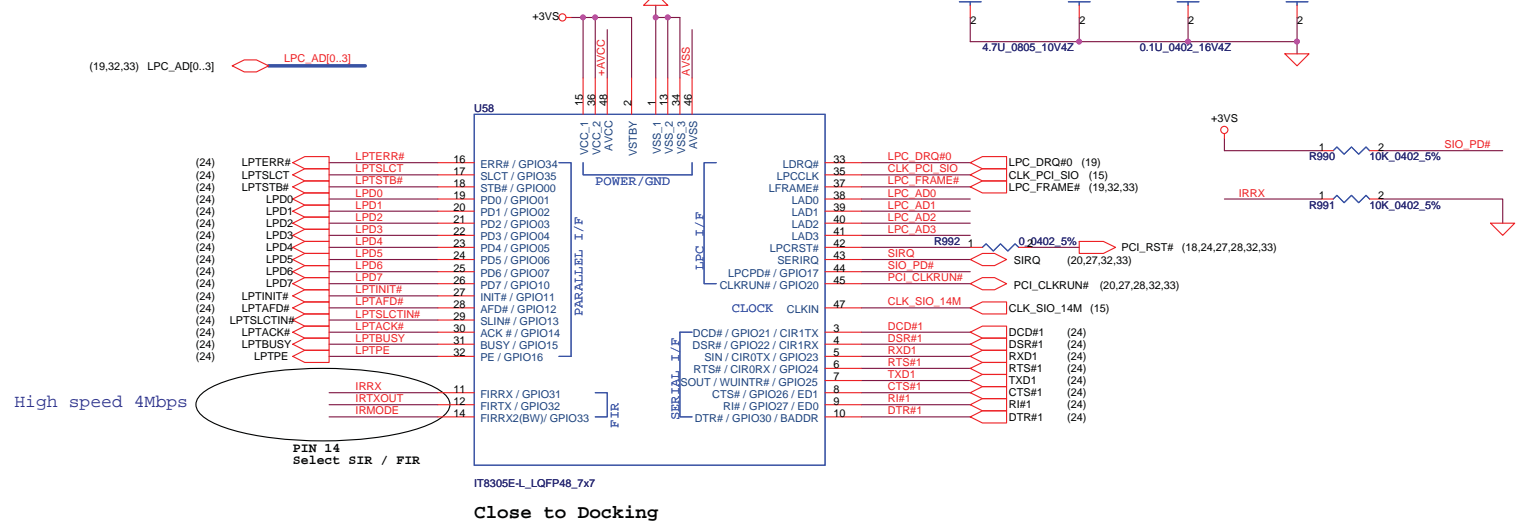 2 2 2 2
4.7U_0805_10V4Z 0.1U_0402_16V4Z
+3VS
(19,32,33) LPC_AD[0..3] LPC_AD[0..3]
+AVCC AVSS
15 36 48 2 1 13 34 46
U58
VCC_1 VCC_2 AVCC VSTBY VSS_1 VSS_2 VSS_3 AVSS
POWER/GND
(24) LPTERR# LPTERR# 16 ERR# / GPIO34
(24) LPTSLCT LPTSLCT 17 SLCT / GPIO35
(24) LPTSTB# LPTSTB# 18 STB# / GPIO00
(24) LPD0 LPD0 19 PD0 / GPIO01
(24) LPD1 LPD1 20 PD1 / GPIO02
(24) LPD2 LPD2 21 PD2 / GPIO03
(24) LPD3 LPD3 22 PD3 / GPIO04
(24) LPD4 LPD4 23 PD4 / GPIO05
(24) LPD5 LPD5 24 PD5 / GPIO06
(24) LPD6 LPD6 25 PD6 / GPIO07
(24) LPD7 LPD7 26 PD7 / GPIO10
(24) LPTINIT# LPTINIT# 27 INIT# / GPIO11
(24) LPTAFD# LPTAFD# 28 AFD# / GPIO12
(24) LPTSLCTIN# LPTSLCTIN# 29 SLIN# / GPIO13
(24) LPTACK# LPTACK# 30 ACK # / GPIO14
(24) LPTBUSY LPTBUSY 31 BUSY / GPIO15
(24) LPTPE LPTPE 32 PE / GPIO16
PARALLEL I/F
High speed 4Mbps
IRRX 11 FIRRX / GPIO31
IRTXOUT 12 FIRTX / GPIO32
IRMODE 14 FIRRX2(BW)/ GPIO33
FIR
PIN 14
Select SIR / FIR
LPC I/F
LDRQ# 33 LPC_DRQ#0 LPC_DRQ#0 (19)
LPCCLK 35 CLK_PCI_SIO CLK_PCI_SIO (15)
LFRAME# 37 LPC_FRAME# LPC_FRAME# (19,32,33)
LAD0 38 LPC_AD0
LAD1 39 LPC_AD1
LAD2 40 LPC_AD2
LAD3 41 LPC_AD3
LPCRST# 42 R992 1 2 0_0402_5% PCI_RST# (18,24,27,28,32,33)
SERIRQ 43 SIRQ SIRQ (20,27,32,33)
LPCPD# / GPIO17 44 SIO_PD#
CLKRUN# / GPIO20 45 PCI_CLKRUN# PCI_CLKRUN# (20,27,28,32,33)
CLOCK CLKIN 47 CLK_SIO_14M CLK_SIO_14M (15)
SERIAL I/F
DCD# / GPIO21 / CIR1TX 3 DCD#1 DCD#1 (24)
DSR# / GPIO22 / CIR1RX 4 DSR#1 DSR#1 (24)
SIN / CIR0TX / GPIO23 5 RXD1 RXD1 (24)
RTS# / CIR0RX / GPIO24 6 RTS#1 RTS#1 (24)
SOUT / WUINTR# / GPIO25 7 TXD1 TXD1 (24)
CTS# / GPIO26 / ED1 8 CTS#1 CTS#1 (24)
RI# / GPIO27 / ED0 9 RI#1 RI#1 (24)
DTR# / GPIO30 / BADDR 10 DTR#1 DTR#1 (24)
+3VS
1 2 SIO_PD#
R990 10K_0402_5%
IRRX 1 2
R991 10K_0402_5%
IT8305E-L_LQFP48_7x7
Close to Docking